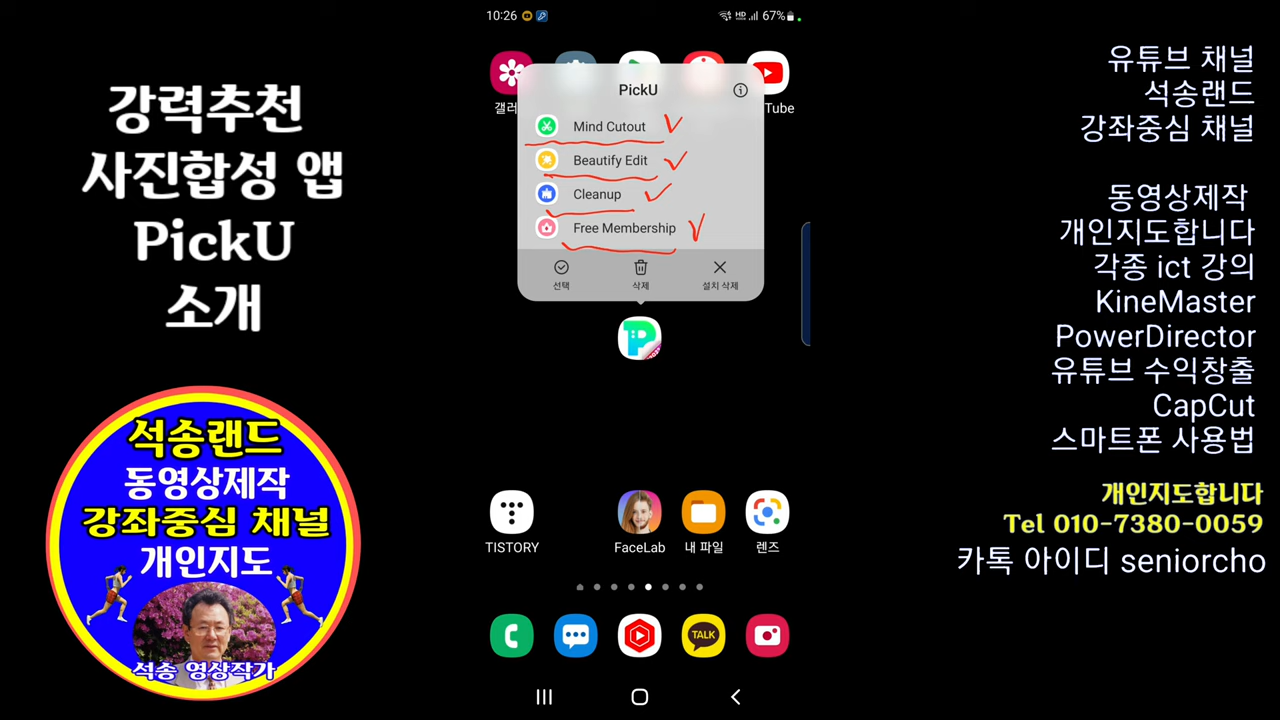 강력추천
사진합성 앱
PickU
소개
석송랜드
동영상제작
강좌중심 채널
개인지도
석송 영상작가
10:26
HD
67%
갤러
Tube
PickU
Mind Cutout
Beautify Edit
Cleanup
Free Membership
선택
삭제
설치 삭제
TISTORY
FaceLab
내 파일
렌즈
TALK
유튜브 채널
석송랜드
강좌중심 채널
동영상제작
개인지도합니다
각종 ict 강의
KineMaster
PowerDirector
유튜브 수익창출
CapCut
스마트폰 사용법
개인지도합니다
Tel 010-7380-0059
카톡 아이디 seniorcho